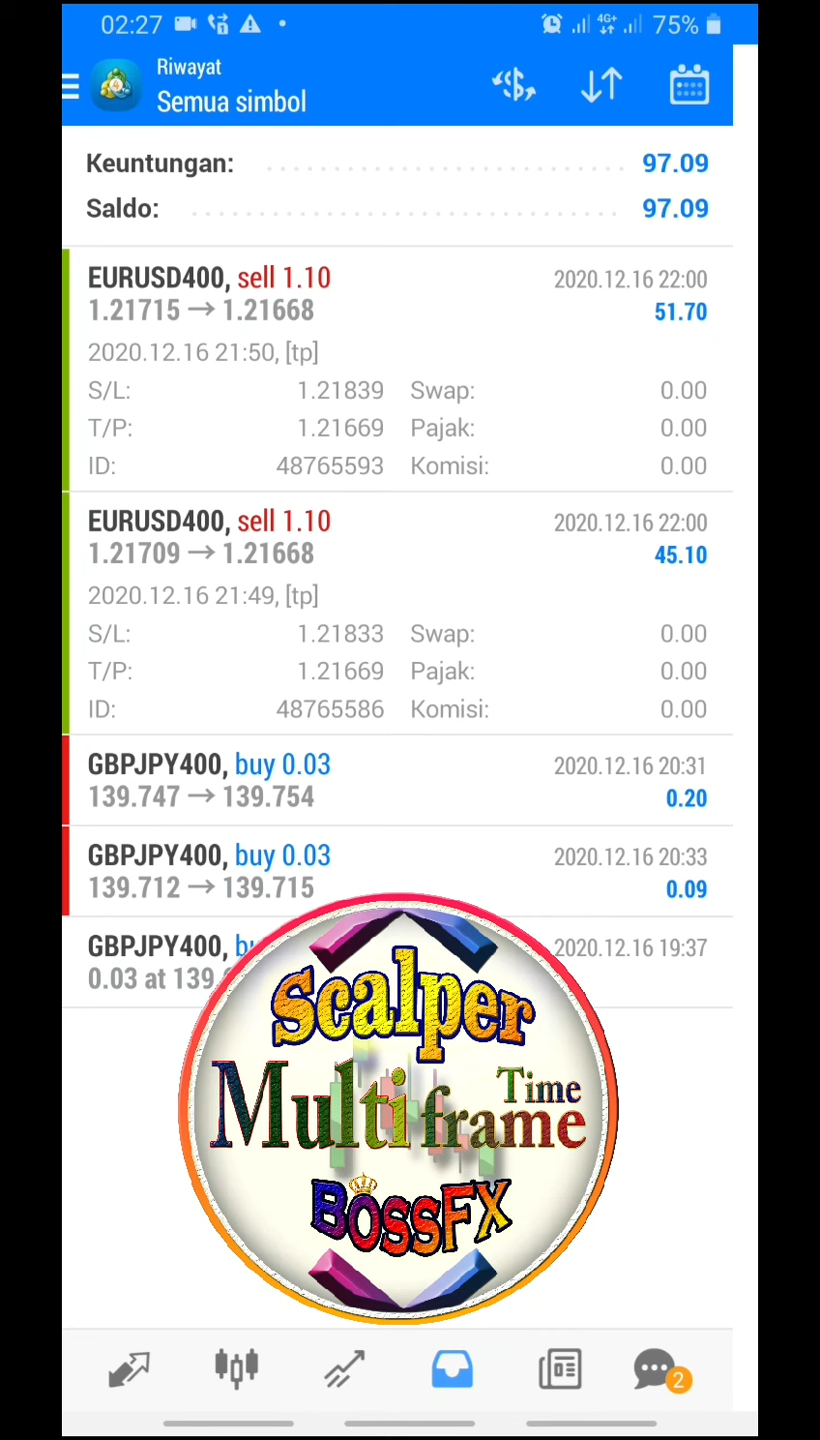 02:27 75%
Riwayat
Semua simbol
Keuntungan: 97.09
Saldo: 97.09
EURUSD400, sell 1.10 2020.12.16 22:00
1.21715 → 1.21668 51.70
2020.12.16 21:50, [tp]
S/L: 1.21839 Swap: 0.00
T/P: 1.21669 Pajak: 0.00
ID: 48765593 Komisi: 0.00
EURUSD400, sell 1.10 2020.12.16 22:00
1.21709 → 1.21668 45.10
2020.12.16 21:49, [tp]
S/L: 1.21833 Swap: 0.00
T/P: 1.21669 Pajak: 0.00
ID: 48765586 Komisi: 0.00
GBPJPY400, buy 0.03 2020.12.16 20:31
139.747 → 139.754 0.20
GBPJPY400, buy 0.03 2020.12.16 20:33
139.712 → 139.715 0.09
GBPJPY400, 2020.12.16 19:37
0.03 at
Scalper
Multi Time
frame
BOSSFX
2